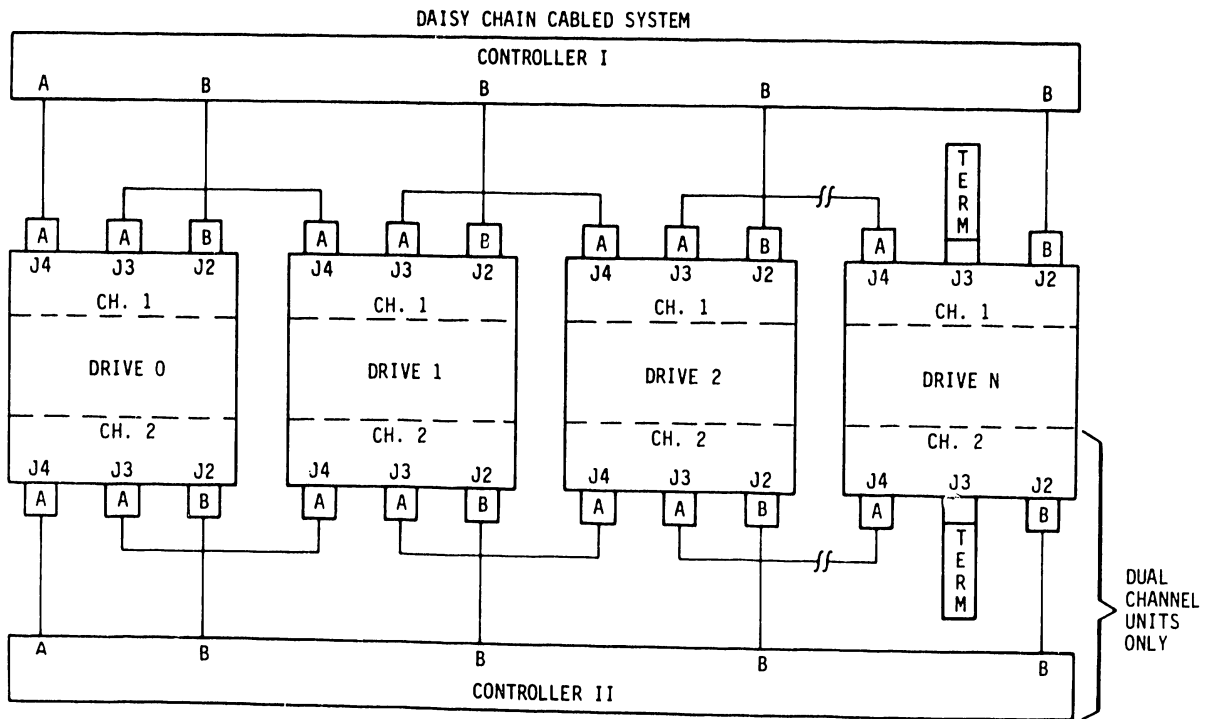 DAISY CHAIN CABLED SYSTEM
CONTROLLER I
A B B B B
TERM
A A B A A B A A B A B
J4 J3 J2 J4 J3 J2 J4 J3 J2 J4 J3 J2
CH. 1 CH. 1 CH. 1 CH. 1
DRIVE 0 DRIVE 1 DRIVE 2 DRIVE N
CH. 2 CH. 2 CH. 2 CH. 2
J4 J3 J2 J4 J3 J2 J4 J3 J2 J4 J3 J2
A A B A A B A A B A B
TERM
DUAL
CHANNEL
UNITS
ONLY
A B B B B
CONTROLLER II